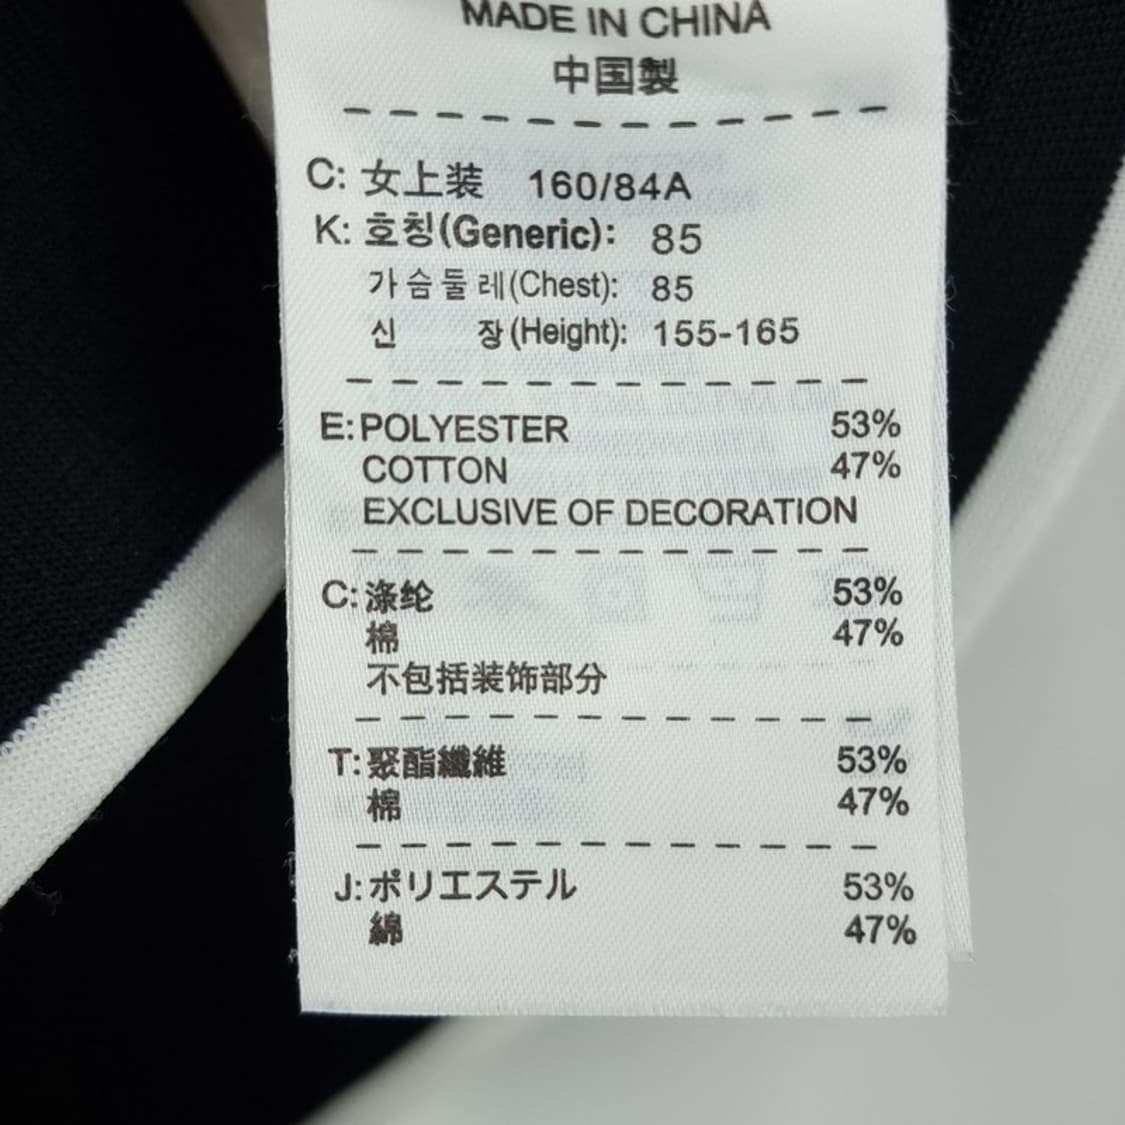 MADE IN CHINA
中国製
C: 女上装 160/84A
K: 호칭(Generic): 85
가슴둘레(Chest): 85
신 장(Height): 155-165
E: POLYESTER 53%
COTTON 47%
EXCLUSIVE OF DECORATION
C: 涤纶 53%
棉 47%
不包括装饰部分
T: 聚酯纖維 53%
棉 47%
J: ポリエステル 53%
綿 47%